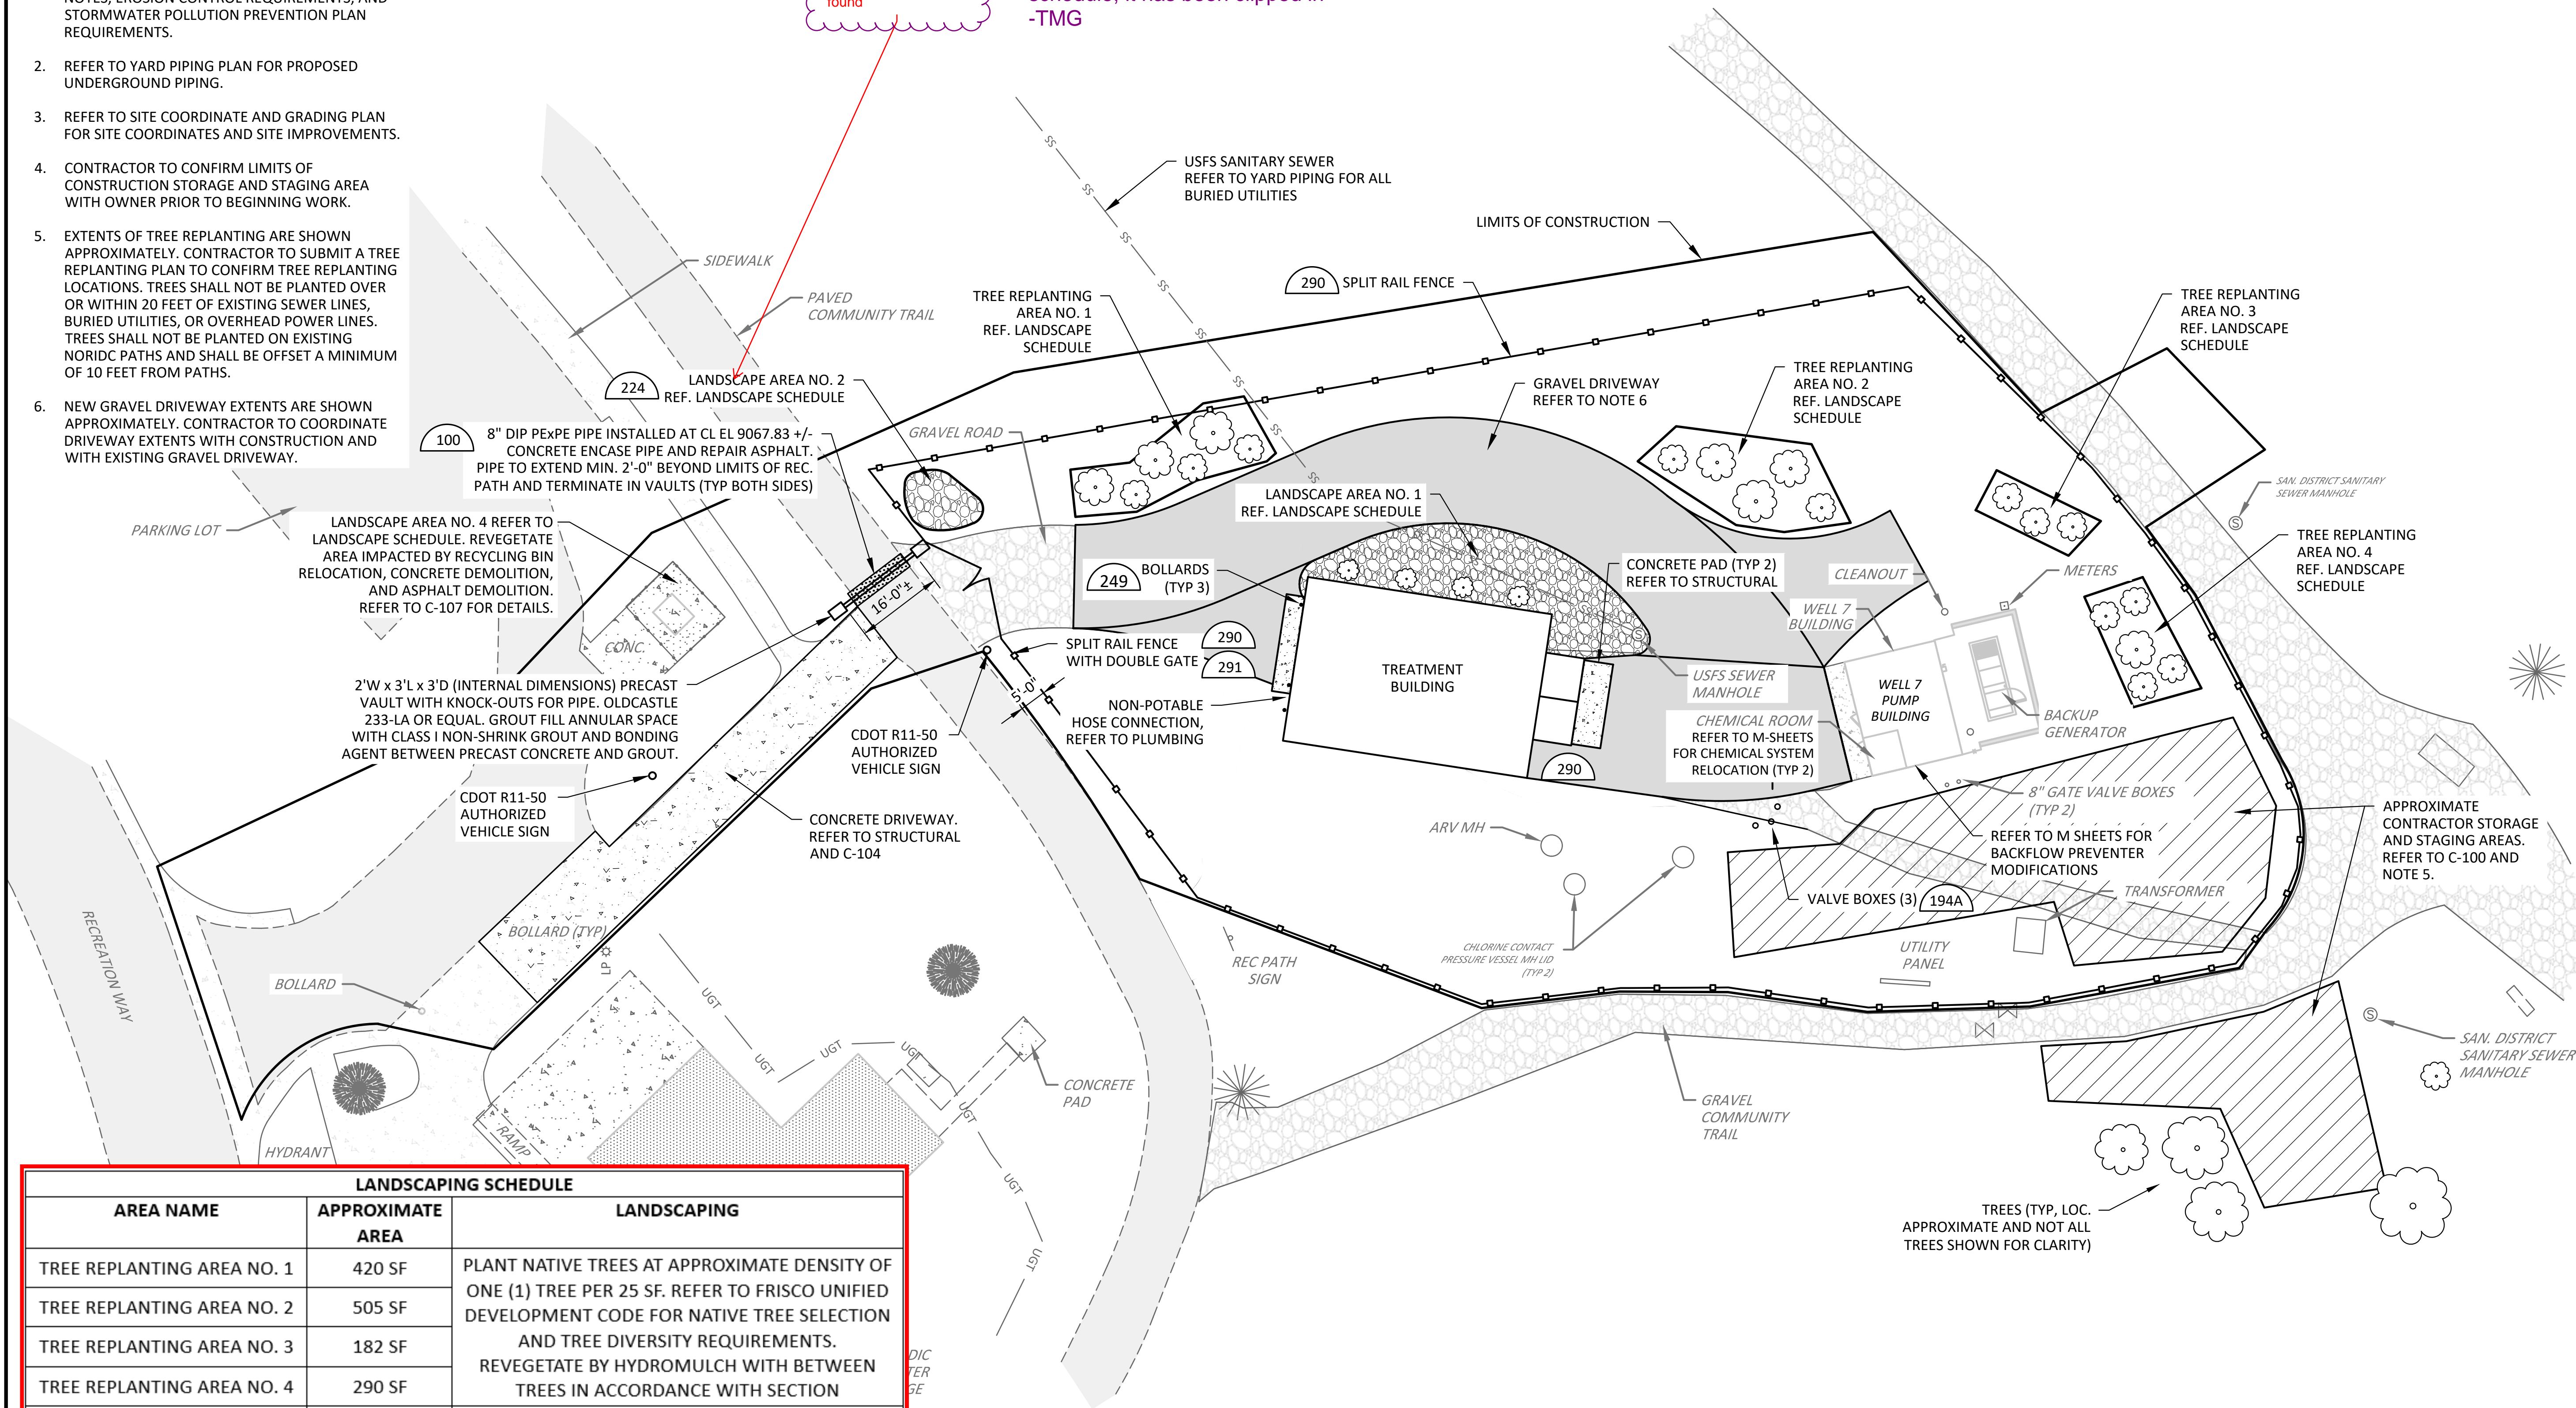 NOTES, EROSION CONTROL REQUIREMENTS, AND
STORMWATER POLLUTION PREVENTION PLAN
REQUIREMENTS.
2. REFER TO YARD PIPING PLAN FOR PROPOSED
UNDERGROUND PIPING.
3. REFER TO SITE COORDINATE AND GRADING PLAN
FOR SITE COORDINATES AND SITE IMPROVEMENTS.
4. CONTRACTOR TO CONFIRM LIMITS OF
CONSTRUCTION STORAGE AND STAGING AREA
WITH OWNER PRIOR TO BEGINNING WORK.
5. EXTENTS OF TREE REPLANTING ARE SHOWN
APPROXIMATELY. CONTRACTOR TO SUBMIT A TREE
REPLANTING PLAN TO CONFIRM TREE REPLANTING
LOCATIONS. TREES SHALL NOT BE PLANTED OVER
OR WITHIN 20 FEET OF EXISTING SEWER LINES,
BURIED UTILITIES, OR OVERHEAD POWER LINES.
TREES SHALL NOT BE PLANTED ON EXISTING
NORIDC PATHS AND SHALL BE OFFSET A MINIMUM
OF 10 FEET FROM PATHS.
6. NEW GRAVEL DRIVEWAY EXTENTS ARE SHOWN
APPROXIMATELY. CONTRACTOR TO COORDINATE
DRIVEWAY EXTENTS WITH CONSTRUCTION AND
WITH EXISTING GRAVEL DRIVEWAY.
found
schedule, it has been clipped in
-TMG
SS
SS
SS
SS
SS
SS
SS
USFS SANITARY SEWER
REFER TO YARD PIPING FOR ALL
BURIED UTILITIES
LIMITS OF CONSTRUCTION
290 SPLIT RAIL FENCE
SIDEWALK
PAVED
COMMUNITY TRAIL
TREE REPLANTING
AREA NO. 1
REF. LANDSCAPE
SCHEDULE
TREE REPLANTING
AREA NO. 3
REF. LANDSCAPE
SCHEDULE
224 LANDSCAPE AREA NO. 2
REF. LANDSCAPE SCHEDULE
GRAVEL DRIVEWAY
REFER TO NOTE 6
TREE REPLANTING
AREA NO. 2
REF. LANDSCAPE
SCHEDULE
100 8" DIP PExPE PIPE INSTALLED AT CL EL 9067.83 +/-
CONCRETE ENCASE PIPE AND REPAIR ASPHALT.
PIPE TO EXTEND MIN. 2'-0" BEYOND LIMITS OF REC.
PATH AND TERMINATE IN VAULTS (TYP BOTH SIDES)
GRAVEL ROAD
SAN. DISTRICT SANITARY
SEWER MANHOLE
S
LANDSCAPE AREA NO. 1
REF. LANDSCAPE SCHEDULE
PARKING LOT
LANDSCAPE AREA NO. 4 REFER TO
LANDSCAPE SCHEDULE. REVEGETATE
AREA IMPACTED BY RECYCLING BIN
RELOCATION, CONCRETE DEMOLITION,
AND ASPHALT DEMOLITION.
REFER TO C-107 FOR DETAILS.
TREE REPLANTING
AREA NO. 4
REF. LANDSCAPE
SCHEDULE
249 BOLLARDS
(TYP 3)
CONCRETE PAD (TYP 2)
REFER TO STRUCTURAL
CLEANOUT
METERS
16'-0"±
WELL 7
BUILDING
CONC.
SPLIT RAIL FENCE
WITH DOUBLE GATE
290
291
S
TREATMENT
BUILDING
USFS SEWER
MANHOLE
WELL 7
PUMP
BUILDING
2'W x 3'L x 3'D (INTERNAL DIMENSIONS) PRECAST
VAULT WITH KNOCK-OUTS FOR PIPE. OLDCASTLE
233-LA OR EQUAL. GROUT FILL ANNULAR SPACE
WITH CLASS I NON-SHRINK GROUT AND BONDING
AGENT BETWEEN PRECAST CONCRETE AND GROUT.
5'-0"
NON-POTABLE
HOSE CONNECTION,
REFER TO PLUMBING
CHEMICAL ROOM
REFER TO M-SHEETS
FOR CHEMICAL SYSTEM
RELOCATION (TYP 2)
BACKUP
GENERATOR
CDOT R11-50
AUTHORIZED
VEHICLE SIGN
290
CDOT R11-50
AUTHORIZED
VEHICLE SIGN
CONCRETE DRIVEWAY.
REFER TO STRUCTURAL
AND C-104
ARV MH
8" GATE VALVE BOXES
(TYP 2)
REFER TO M SHEETS FOR
BACKFLOW PREVENTER
MODIFICATIONS
APPROXIMATE
CONTRACTOR STORAGE
AND STAGING AREAS.
REFER TO C-100 AND
NOTE 5.
VALVE BOXES (3) 194A
TRANSFORMER
RECREATION WAY
BOLLARD (TYP)
LP
REC PATH
SIGN
CHLORINE CONTACT
PRESSURE VESSEL MH LID
(TYP 2)
UTILITY
PANEL
BOLLARD
UGT
UGT
UGT
UGT
UGT
UGT
UGT
CONCRETE
PAD
GRAVEL
COMMUNITY
TRAIL
S
SAN. DISTRICT
SANITARY SEWER
MANHOLE
HYDRANT
RAMP
TREES (TYP, LOC.
APPROXIMATE AND NOT ALL
TREES SHOWN FOR CLARITY)
LANDSCAPING SCHEDULE
AREA NAME APPROXIMATE AREA LANDSCAPING
TREE REPLANTING AREA NO. 1 420 SF
TREE REPLANTING AREA NO. 2 505 SF
TREE REPLANTING AREA NO. 3 182 SF
TREE REPLANTING AREA NO. 4 290 SF
PLANT NATIVE TREES AT APPROXIMATE DENSITY OF
ONE (1) TREE PER 25 SF. REFER TO FRISCO UNIFIED
DEVELOPMENT CODE FOR NATIVE TREE SELECTION
AND TREE DIVERSITY REQUIREMENTS.
REVEGETATE BY HYDROMULCH WITH BETWEEN
TREES IN ACCORDANCE WITH SECTION
DIC
TER
GE